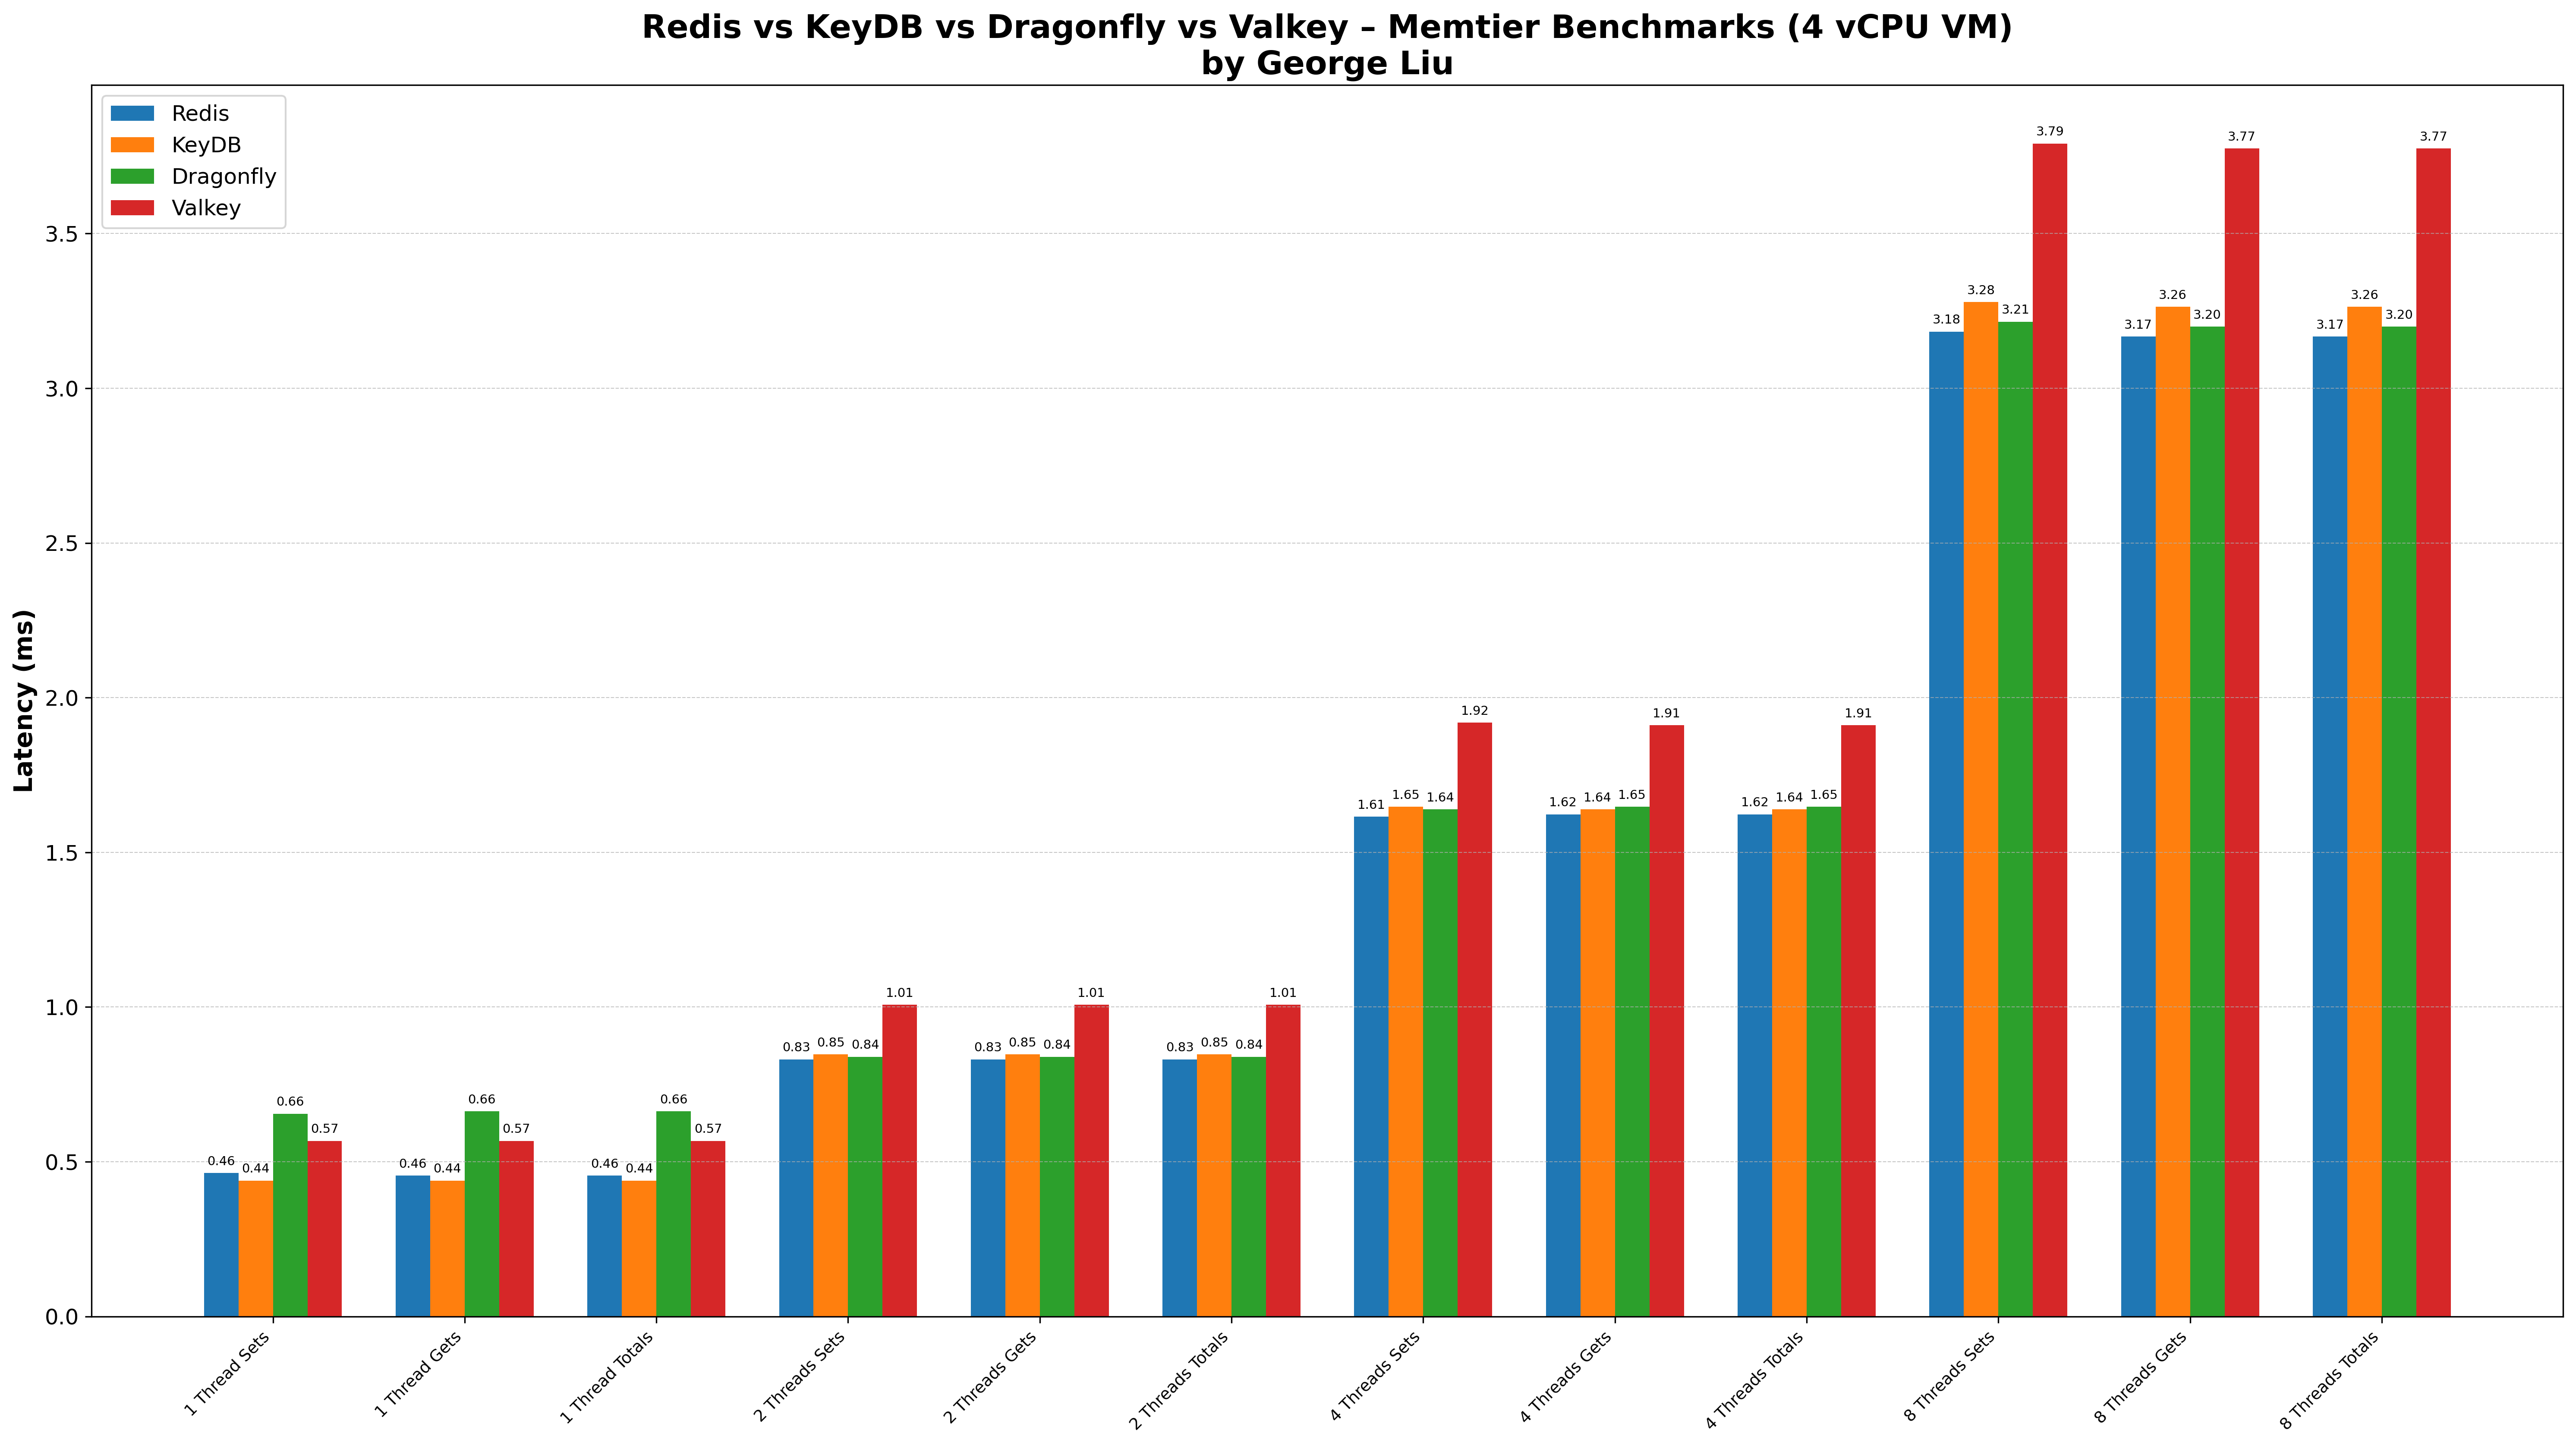 Redis vs KeyDB vs Dragonfly vs Valkey – Memtier Benchmarks (4 vCPU VM)
by George Liu
Redis
KeyDB
Dragonfly
Valkey
Latency (ms)
3.5
3.0
2.5
2.0
1.5
1.0
0.5
0.0
0.46 0.44 0.66 0.57
0.46 0.44 0.66 0.57
0.46 0.44 0.66 0.57
0.83 0.85 0.84 1.01
0.83 0.85 0.84 1.01
0.83 0.85 0.84 1.01
1.61 1.65 1.64 1.92
1.62 1.64 1.65 1.91
1.62 1.64 1.65 1.91
3.18 3.28 3.21 3.79
3.17 3.26 3.20 3.77
3.17 3.26 3.20 3.77
1 Thread Sets
1 Thread Gets
1 Thread Totals
2 Threads Sets
2 Threads Gets
2 Threads Totals
4 Threads Sets
4 Threads Gets
4 Threads Totals
8 Threads Sets
8 Threads Gets
8 Threads Totals